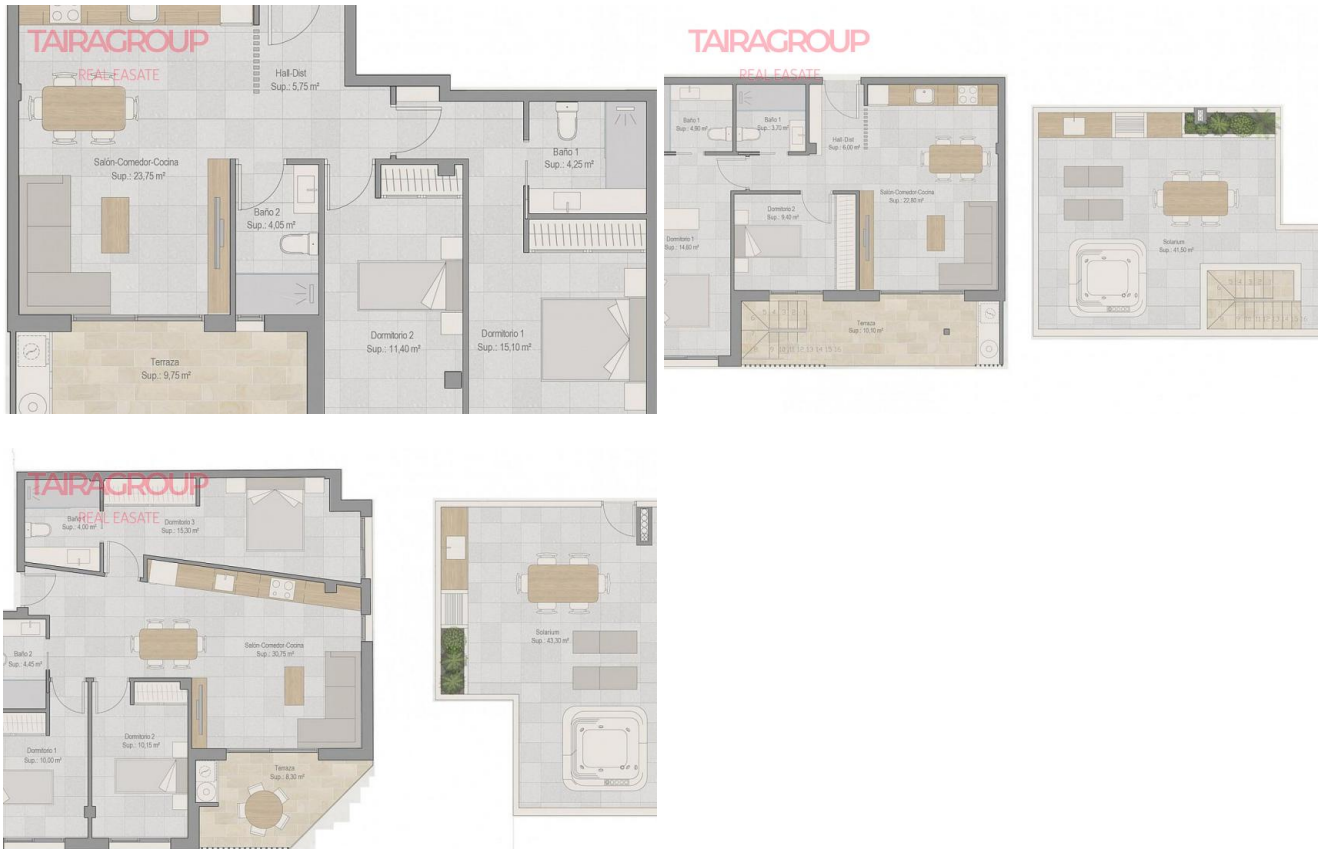 TAIRAGROUP
REAL EASATE
Hall-Dist
Sup.: 5,75 m²
Salón-Comedor-Cocina
Sup.: 23,75 m²
Baño 1
Sup.: 4,25 m²
Baño 2
Sup.: 4,05 m²
Dormitorio 2
Sup.: 11,40 m²
Dormitorio 1
Sup.: 15,10 m²
Terraza
Sup.: 9,75 m²
TAIRAGROUP
REAL EASATE
Baño 1
Sup.: 4,90 m²
Baño 1
Sup.: 3,70 m²
Hall-Dist
Sup.: 6,00 m²
Salón-Comedor-Cocina
Sup.: 22,80 m²
Dormitorio 2
Sup.: 9,40 m²
Dormitorio 1
Sup.: 14,60 m²
Terraza
Sup.: 10,10 m²
Solarium
Sup.: 41,50 m²
TAIRAGROUP
REAL EASATE
Sup.: 4,00 m²
Dormitorio 3
Sup.: 15,30 m²
Baño 2
Sup.: 4,45 m²
Salón-Comedor-Cocina
Sup.: 30,75 m²
Dormitorio 1
Sup.: 16,00 m²
Dormitorio 2
Sup.: 10,15 m²
Terraza
Sup.: 8,30 m²
Solarium
Sup.: 43,30 m²